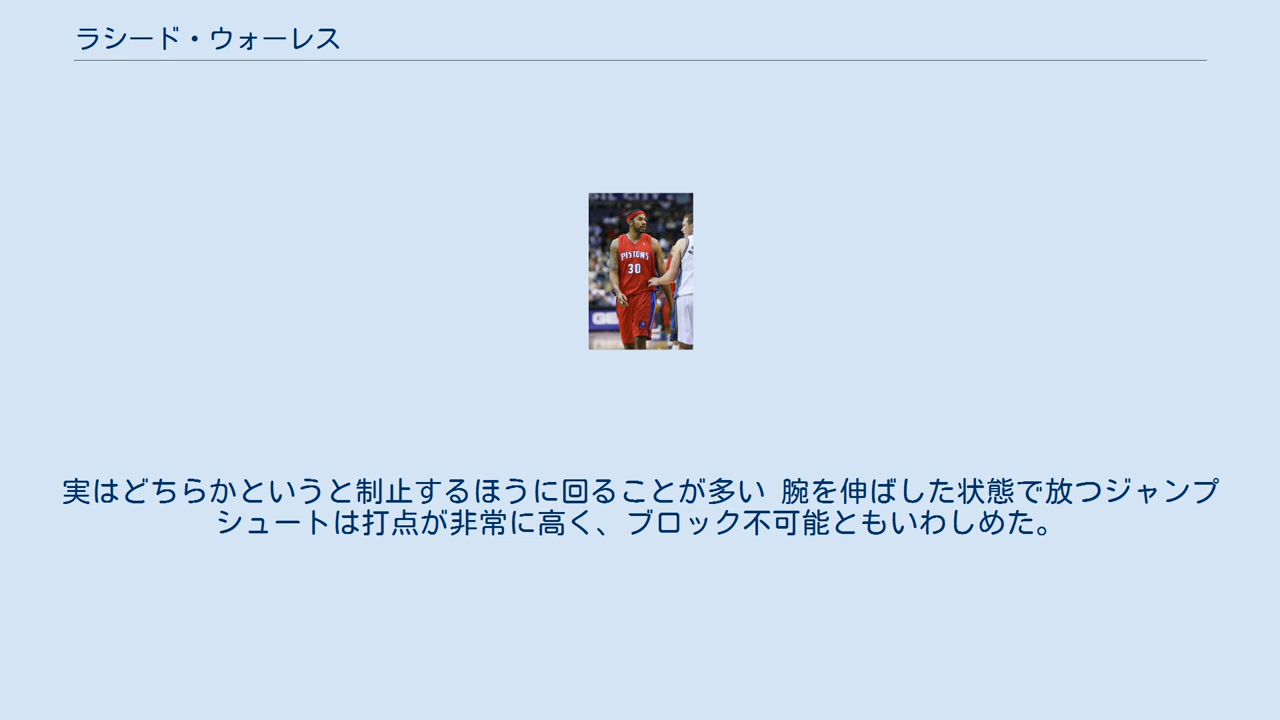 ラシード・ウォーレス
PISTONS
30
実はどちらかというと制止するほうに回ることが多い 腕を伸ばした状態で放つジャンプ
シュートは打点が非常に高く、ブロック不可能ともいわしめた。